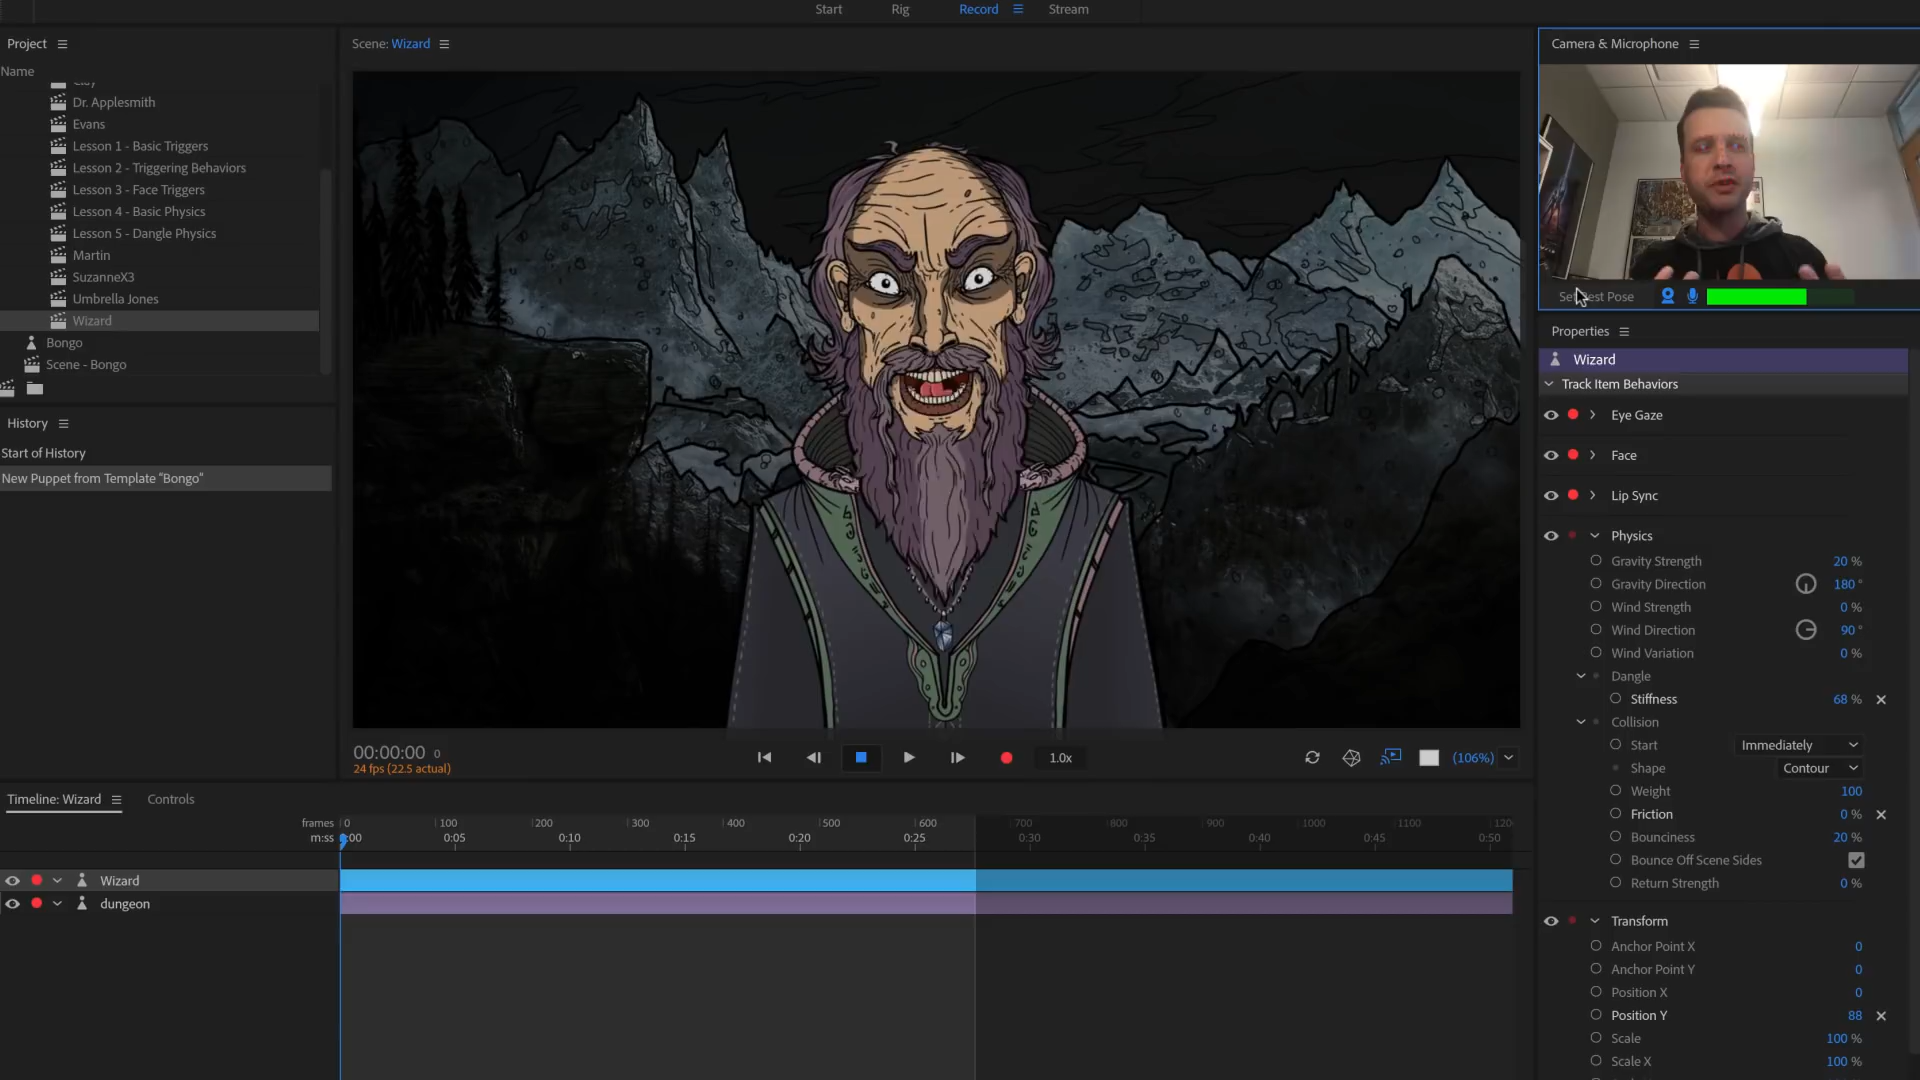 Start
Rig
Record
Stream
Project
Scene: Wizard
Camera & Microphone
Name
Clay
Dr. Applesmith
Evans
Lesson 1 - Basic Triggers
Lesson 2 - Triggering Behaviors
Lesson 3 - Face Triggers
Lesson 4 - Basic Physics
Lesson 5 - Dangle Physics
Martin
SuzanneX3
Umbrella Jones
Wizard
Bongo
Scene - Bongo
History
Start of History
New Puppet from Template "Bongo"
Set Rest Pose
Properties
Wizard
Track Item Behaviors
Eye Gaze
Face
Lip Sync
Physics
Gravity Strength 20 %
Gravity Direction 180 °
Wind Strength 0 %
Wind Direction 90 °
Wind Variation 0 %
Dangle
Stiffness 68 %
Collision
Start Immediately
Shape Contour
Weight 100
Friction 0 %
Bounciness 20 %
Bounce Off Scene Sides
Return Strength 0 %
Transform
Anchor Point X 0
Anchor Point Y 0
Position X 0
Position Y 88
Scale 100 %
Scale X 100 %
00:00:00 0
24 fps (22.5 actual)
1.0x
(106%)
Timeline: Wizard
Controls
frames 0 100 200 300 400 500 600 700 800 900 1000 1100 120
m:ss :00 0:05 0:10 0:15 0:20 0:25 0:30 0:35 0:40 0:45 0:50
Wizard
dungeon